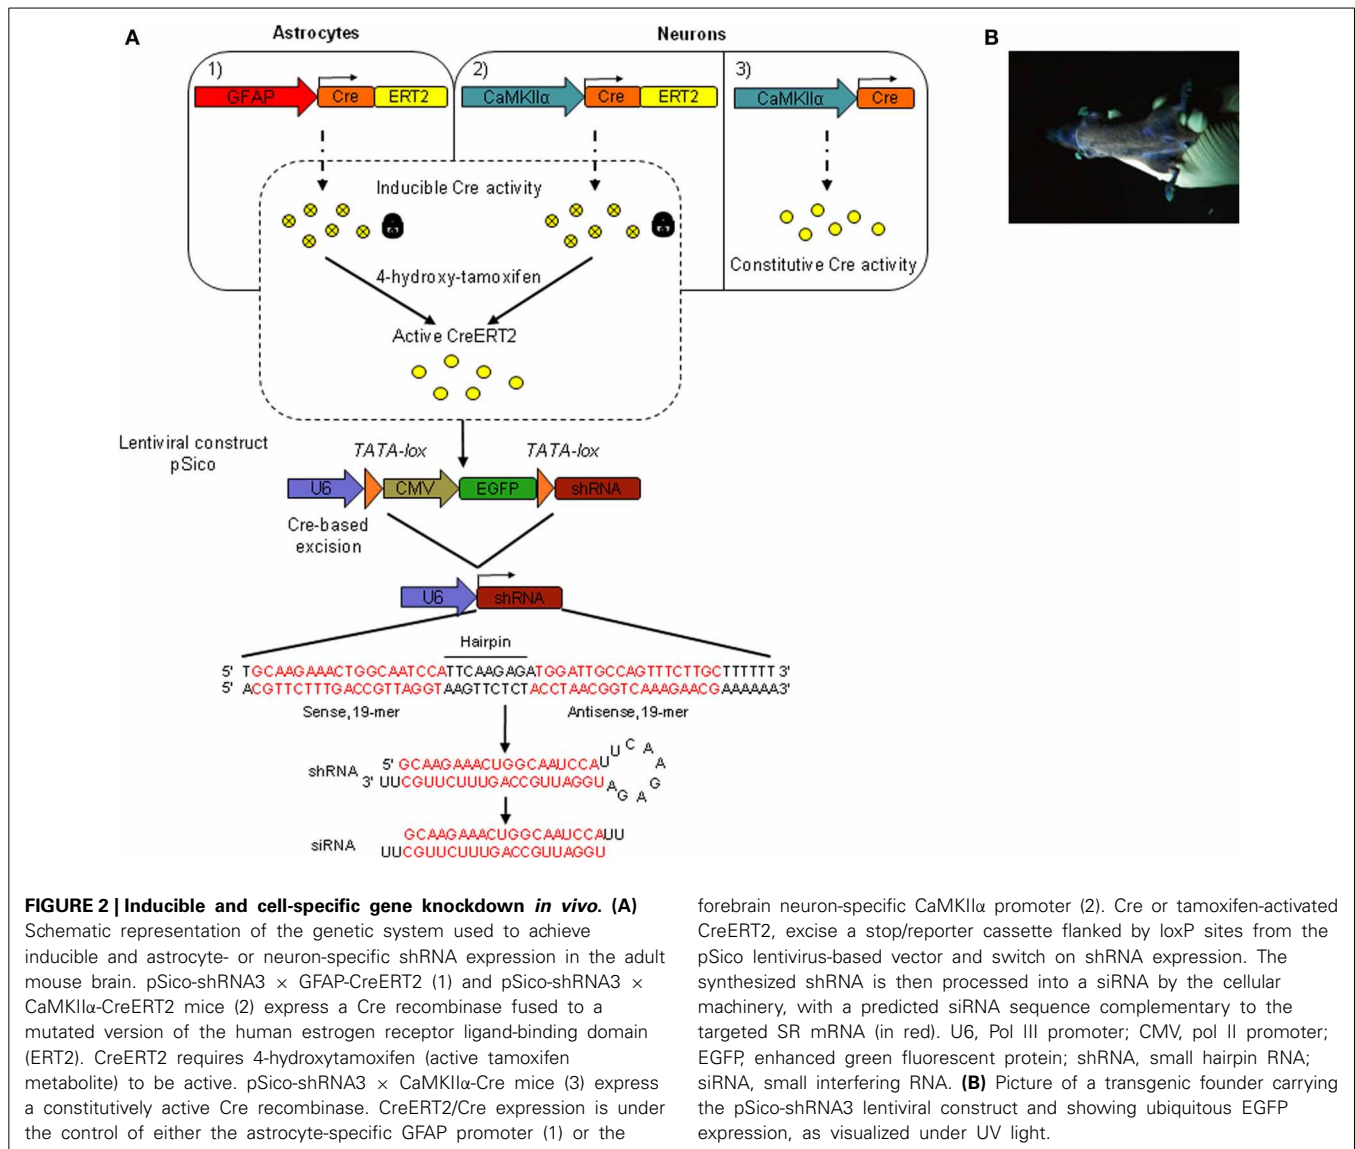 A
Astrocytes
Neurons
B
1)
2)
3)
GFAP Cre ERT2
CaMKIIα Cre ERT2
CaMKIIα Cre
Inducible Cre activity
4-hydroxy-tamoxifen
Constitutive Cre activity
Active CreERT2
Lentiviral construct
pSico
TATA-lox
TATA-lox
U6 CMV EGFP shRNA
Cre-based
excision
U6 shRNA
Hairpin
5' TGCAAGAAACTGGCAATCCATTCAAGAGATGGATTGCCAGTTTCTTGCTTTTTT 3'
5' ACGTTCTTTGACCGTTAGGTAAGTTCTCTACCTAACGGTCAAAGAACGAAAAAA3'
Sense,19-mer
Antisense,19-mer
shRNA
5' GCAAGAAACUGGCAAUCCAUUCAAGAGA
3' UUCGUUCUUUGACCGUUAGGU
siRNA
GCAAGAAACUGGCAAUCCAUU
UUCGUUCUUUGACCGUUAGGU
FIGURE 2 | Inducible and cell-specific gene knockdown in vivo. (A)
Schematic representation of the genetic system used to achieve
inducible and astrocyte- or neuron-specific shRNA expression in the adult
mouse brain. pSico-shRNA3 × GFAP-CreERT2 (1) and pSico-shRNA3 ×
CaMKIIα-CreERT2 mice (2) express a Cre recombinase fused to a
mutated version of the human estrogen receptor ligand-binding domain
(ERT2). CreERT2 requires 4-hydroxytamoxifen (active tamoxifen
metabolite) to be active. pSico-shRNA3 × CaMKIIα-Cre mice (3) express
a constitutively active Cre recombinase. CreERT2/Cre expression is under
the control of either the astrocyte-specific GFAP promoter (1) or the
forebrain neuron-specific CaMKIIα promoter (2). Cre or tamoxifen-activated
CreERT2, excise a stop/reporter cassette flanked by loxP sites from the
pSico lentivirus-based vector and switch on shRNA expression. The
synthesized shRNA is then processed into a siRNA by the cellular
machinery, with a predicted siRNA sequence complementary to the
targeted SR mRNA (in red). U6, Pol III promoter; CMV, pol II promoter;
EGFP, enhanced green fluorescent protein; shRNA, small hairpin RNA;
siRNA, small interfering RNA. (B) Picture of a transgenic founder carrying
the pSico-shRNA3 lentiviral construct and showing ubiquitous EGFP
expression, as visualized under UV light.